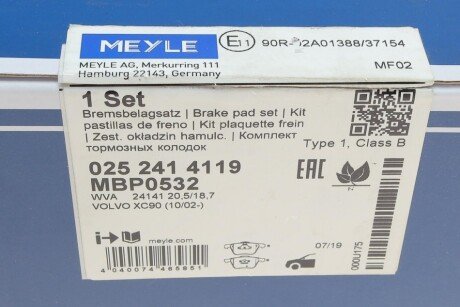 MEYLE
MEYLE AG, Merkurring 111
Hamburg 22143, Germany
E11
90R-02A01388/37154
MF02
1 Set
Bremsbelagsatz | Brake pad set | Kit
pastillas de freno | Kit plaquette frein
| Zest. okładzin hamulc. | Комплект
тормозных колодок
Type 1, Class B
025 241 4119
MBP0532
WVA 24141 20,5/18,7
VOLVO XC90 (10/02-)
EAC
i
meyle.com
4 040074 465851
07/19
000U175